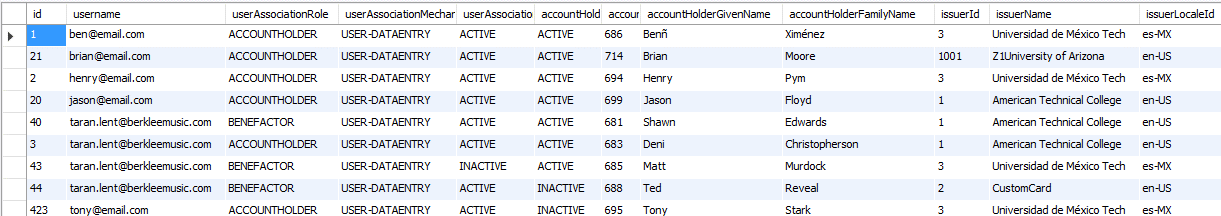 id username userAssociationRole userAssociationMechar userAssociation accountHold accoun accountHolderGivenName accountHolderFamilyName issuerId issuerName issuerLocaleId
1 ben@email.com ACCOUNTHOLDER USER-DATAENTRY ACTIVE ACTIVE 686 Benñ Ximénez 3 Universidad de México Tech es-MX
21 brian@email.com ACCOUNTHOLDER USER-DATAENTRY ACTIVE ACTIVE 714 Brian Moore 1001 Z1University of Arizona en-US
2 henry@email.com ACCOUNTHOLDER USER-DATAENTRY ACTIVE ACTIVE 694 Henry Pym 3 Universidad de México Tech es-MX
20 jason@email.com ACCOUNTHOLDER USER-DATAENTRY ACTIVE ACTIVE 699 Jason Floyd 1 American Technical College en-US
40 taran.lent@berkleemusic.com BENEFACTOR USER-DATAENTRY ACTIVE ACTIVE 681 Shawn Edwards 1 American Technical College en-US
3 taran.lent@berkleemusic.com ACCOUNTHOLDER USER-DATAENTRY ACTIVE ACTIVE 683 Deni Christopherson 1 American Technical College en-US
43 taran.lent@berkleemusic.com BENEFACTOR USER-DATAENTRY INACTIVE ACTIVE 685 Matt Murdock 3 Universidad de México Tech es-MX
44 taran.lent@berkleemusic.com BENEFACTOR USER-DATAENTRY ACTIVE INACTIVE 688 Ted Reveal 2 CustomCard en-US
423 tony@email.com ACCOUNTHOLDER USER-DATAENTRY ACTIVE INACTIVE 695 Tony Stark 3 Universidad de México Tech es-MX